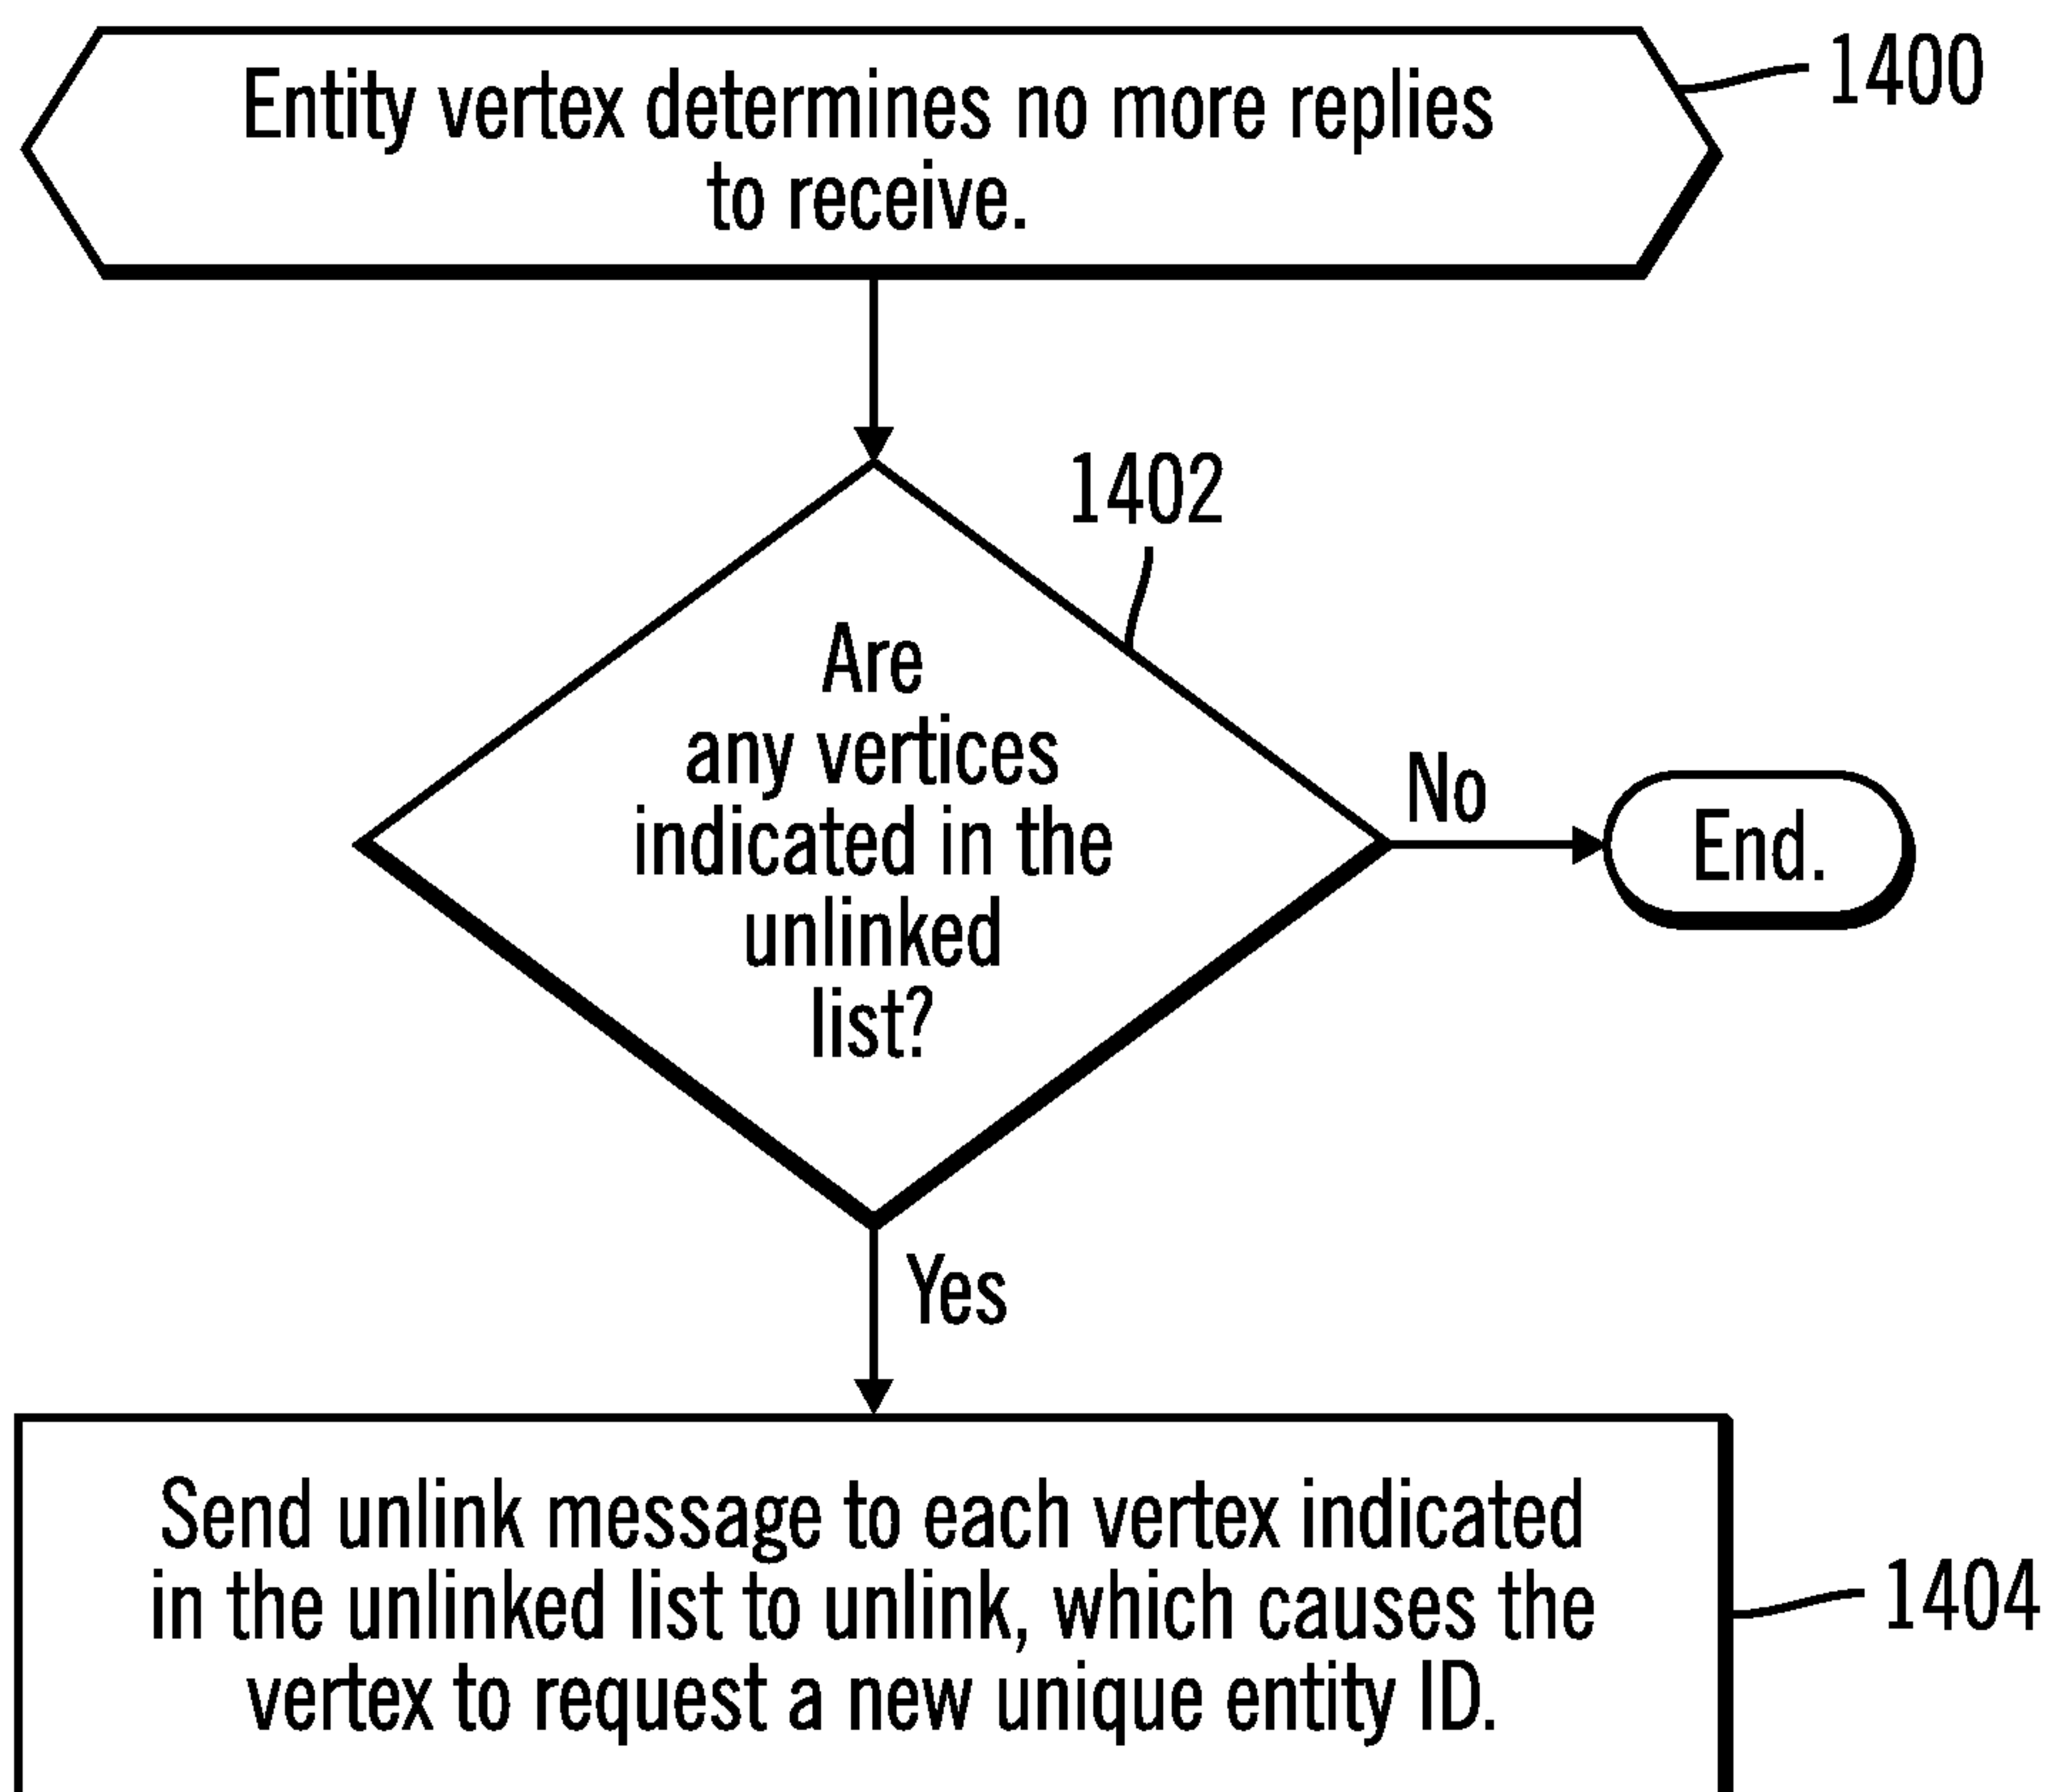 Entity vertex determines no more replies
to receive.
1400
1402
Are
any vertices
indicated in the
unlinked
list?
No
End.
Yes
Send unlink message to each vertex indicated
in the unlinked list to unlink, which causes the
vertex to request a new unique entity ID.
1404